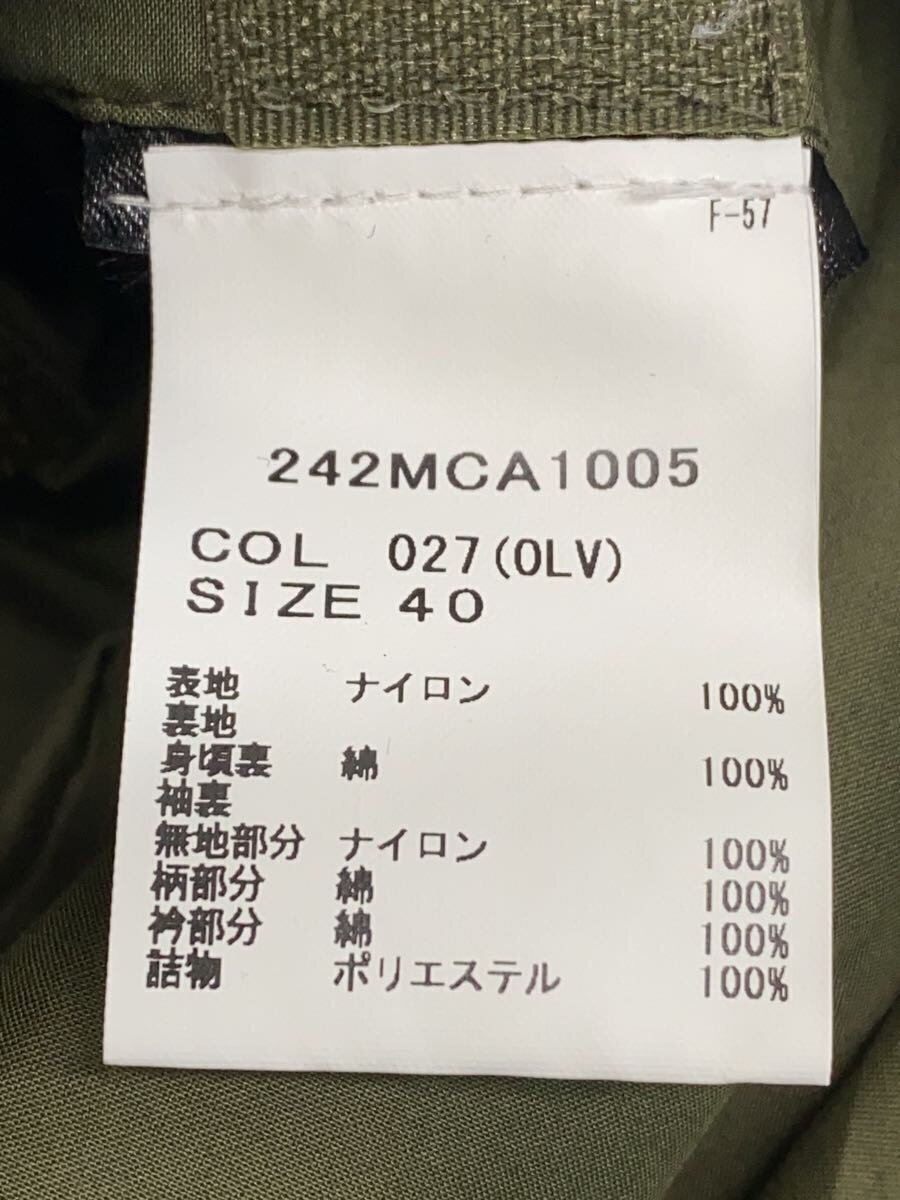 F-57
242MCA1005
COL 027(OLV)
SIZE 40
表地 ナイロン 100%
裏地
身頃裏 綿 100%
袖裏
無地部分 ナイロン 100%
柄部分 綿 100%
衿部分 綿 100%
詰物 ポリエステル 100%